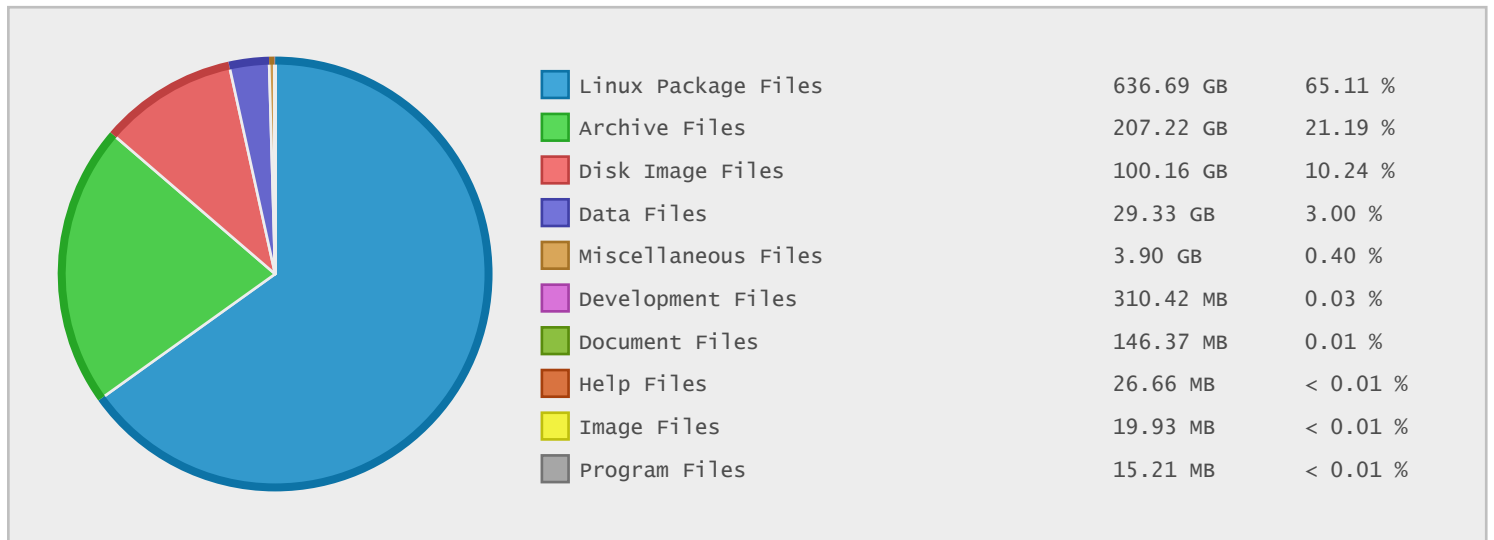 Linux Package Files 636.69 GB 65.11 %
Archive Files 207.22 GB 21.19 %
Disk Image Files 100.16 GB 10.24 %
Data Files 29.33 GB 3.00 %
Miscellaneous Files 3.90 GB 0.40 %
Development Files 310.42 MB 0.03 %
Document Files 146.37 MB 0.01 %
Help Files 26.66 MB < 0.01 %
Image Files 19.93 MB < 0.01 %
Program Files 15.21 MB < 0.01 %